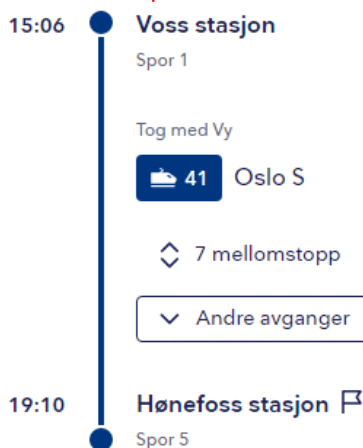 15:06 Voss stasjon
Spor 1
Tog med Vy
41 Oslo S
7 mellomstopp
Andre avganger
19:10 Hønefoss stasjon
Spor 5